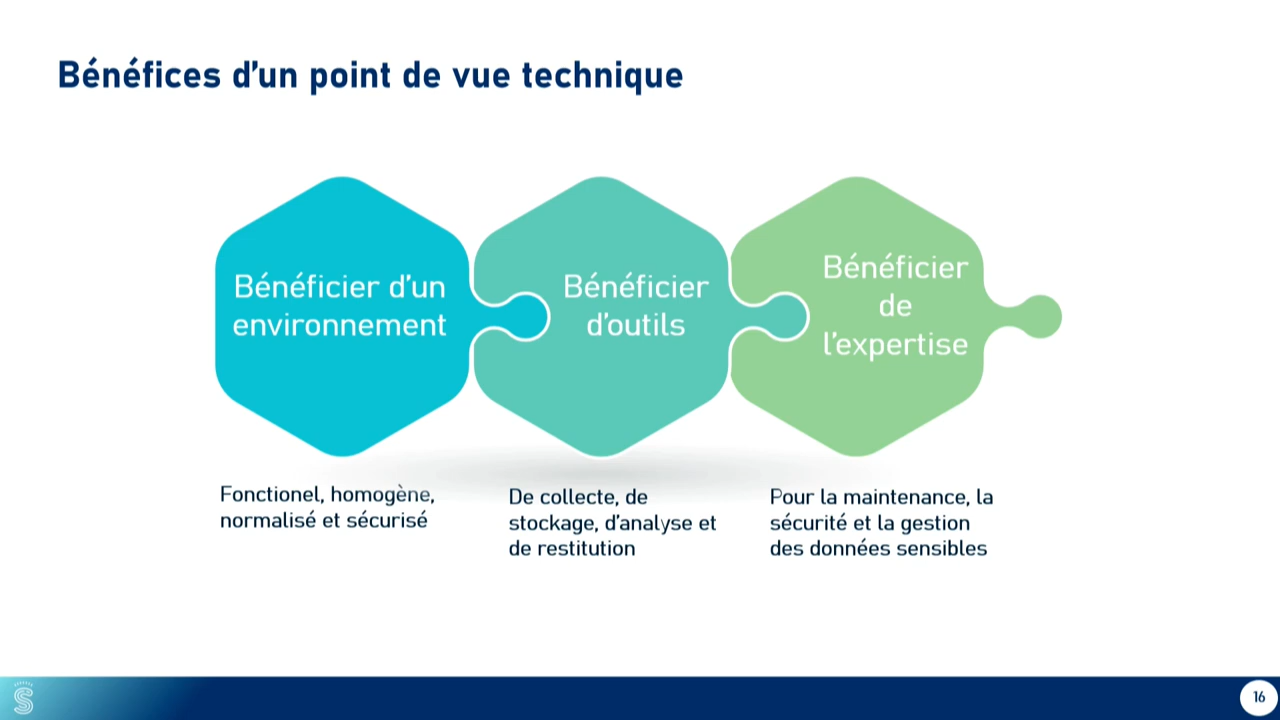 Bénéfices d'un point de vue technique
Bénéficier d'un
environnement
Bénéficier
d'outils
Bénéficier
de
l'expertise
Fonctionel, homogène,
normalisé et sécurisé
De collecte, de
stockage, d'analyse et
de restitution
Pour la maintenance, la
sécurité et la gestion
des données sensibles
16